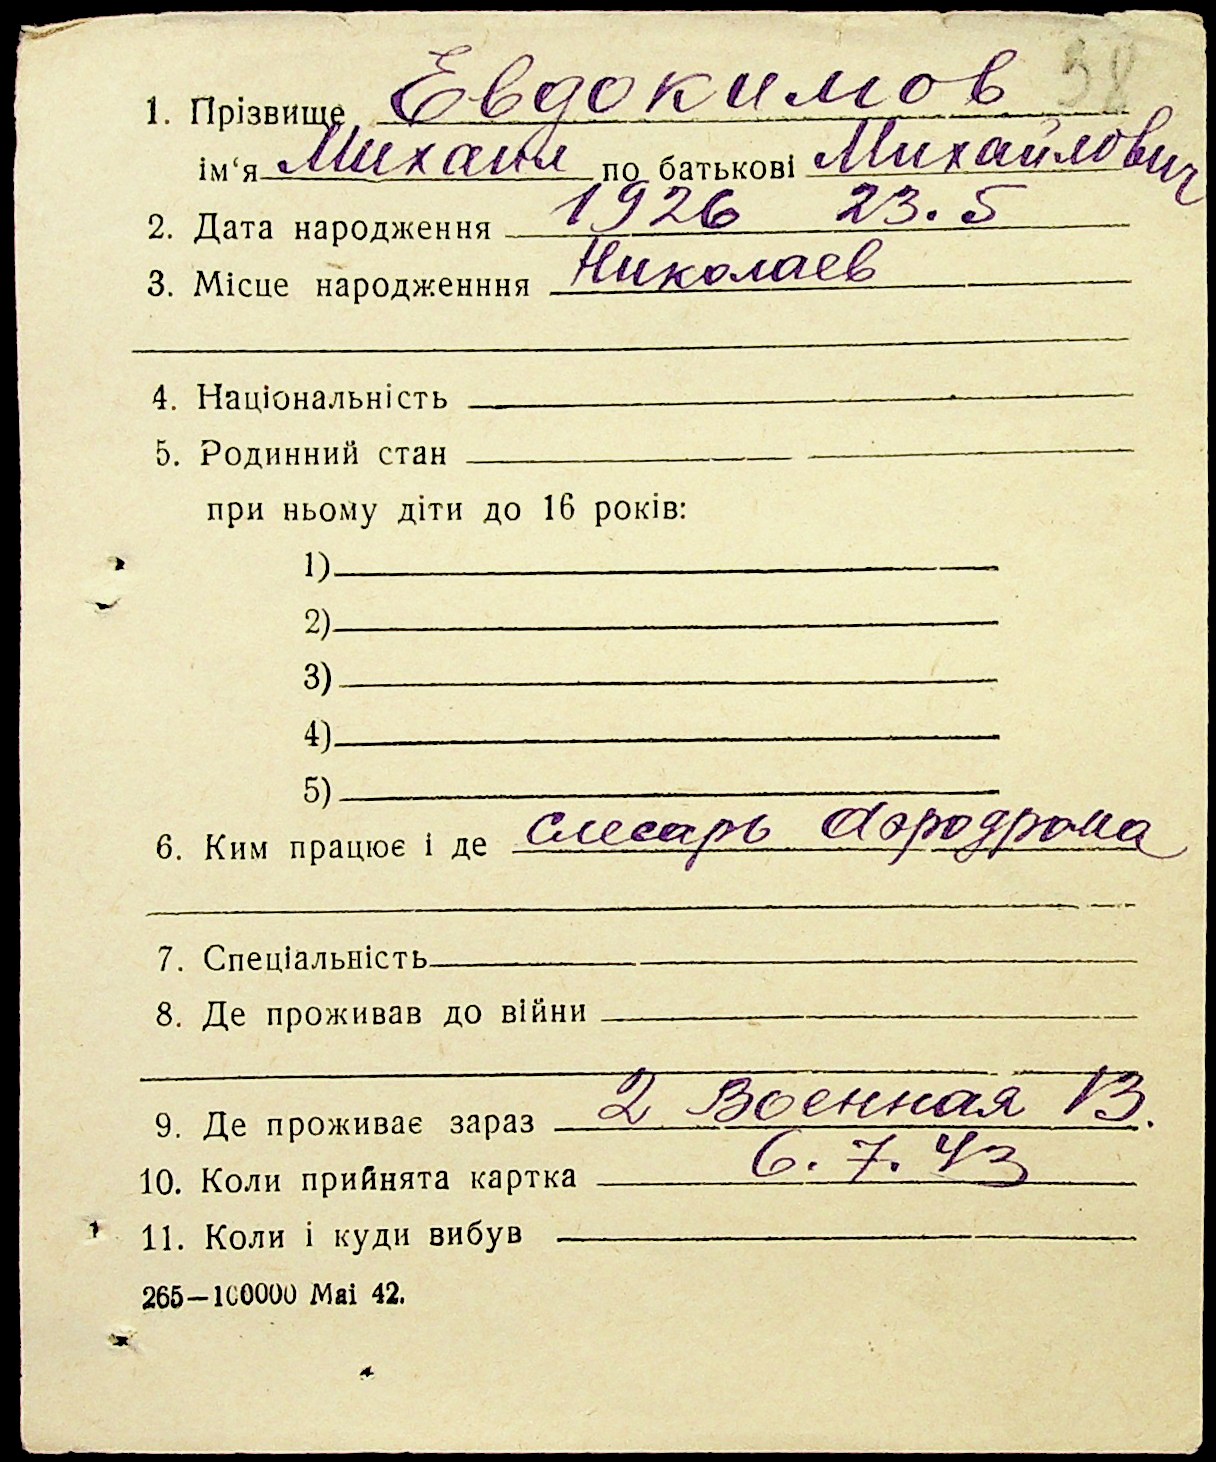 38
1. Прізвище Евдокимов
ім‘я Михаил по батькові Михайлович
2. Дата народження 1926 23.5
3. Місце народженння Николаев
4. Національність
5. Родинний стан
при ньому діти до 16 років:
1)
2)
3)
4)
5)
6. Ким працює і де слесарь аэродрома
7. Спеціальність
8. Де проживав до війни
9. Де проживає зараз 2 Военная 13.
10. Коли прийнята картка 6.7.43
11. Коли і куди вибув
265—100000 Mai 42.